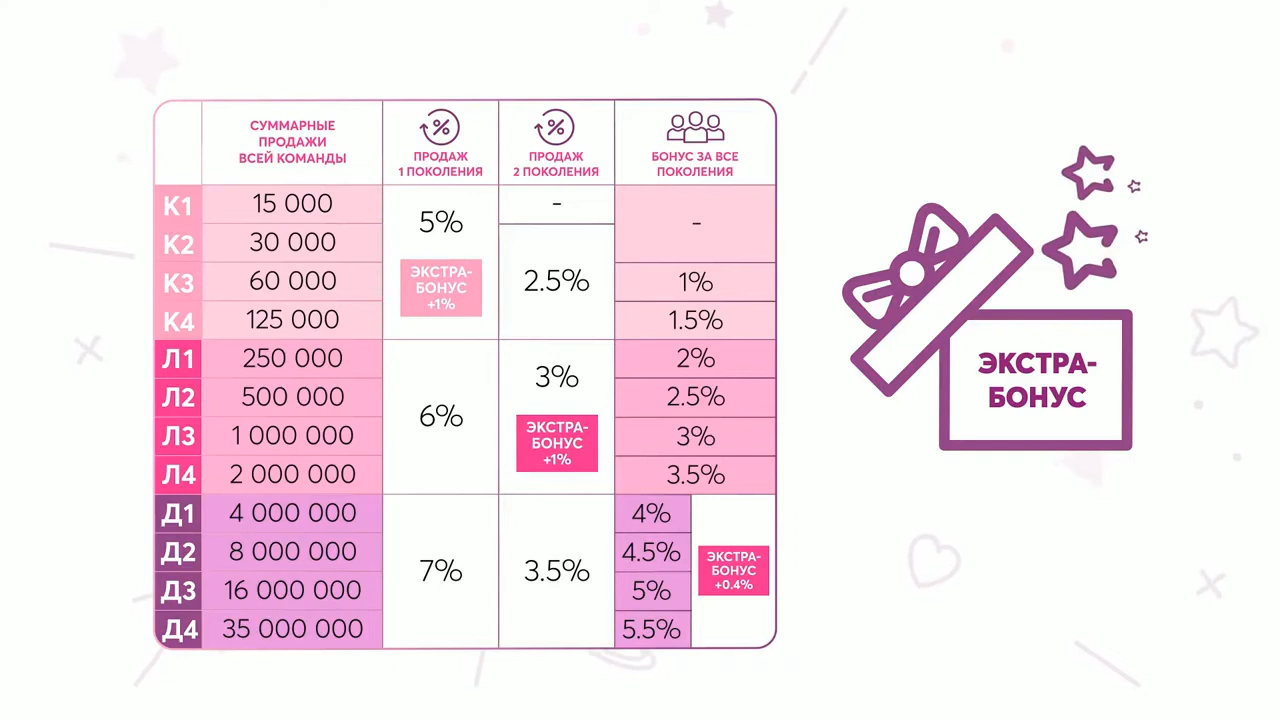 СУММАРНЫЕ
ПРОДАЖИ
ВСЕЙ КОМАНДЫ
%
ПРОДАЖ
1 ПОКОЛЕНИЯ
%
ПРОДАЖ
2 ПОКОЛЕНИЯ
БОНУС ЗА ВСЕ
ПОКОЛЕНИЯ
К1 15 000 5% - -
К2 30 000 2.5%
К3 60 000 1%
К4 125 000 1.5%
ЭКСТРА-
БОНУС
+1%
Л1 250 000 6% 3% 2%
Л2 500 000 2.5%
Л3 1 000 000 3%
Л4 2 000 000 3.5%
ЭКСТРА-
БОНУС
+1%
Д1 4 000 000 7% 3.5% 4%
Д2 8 000 000 4.5%
Д3 16 000 000 5%
Д4 35 000 000 5.5%
ЭКСТРА-
БОНУС
+0.4%
ЭКСТРА-
БОНУС